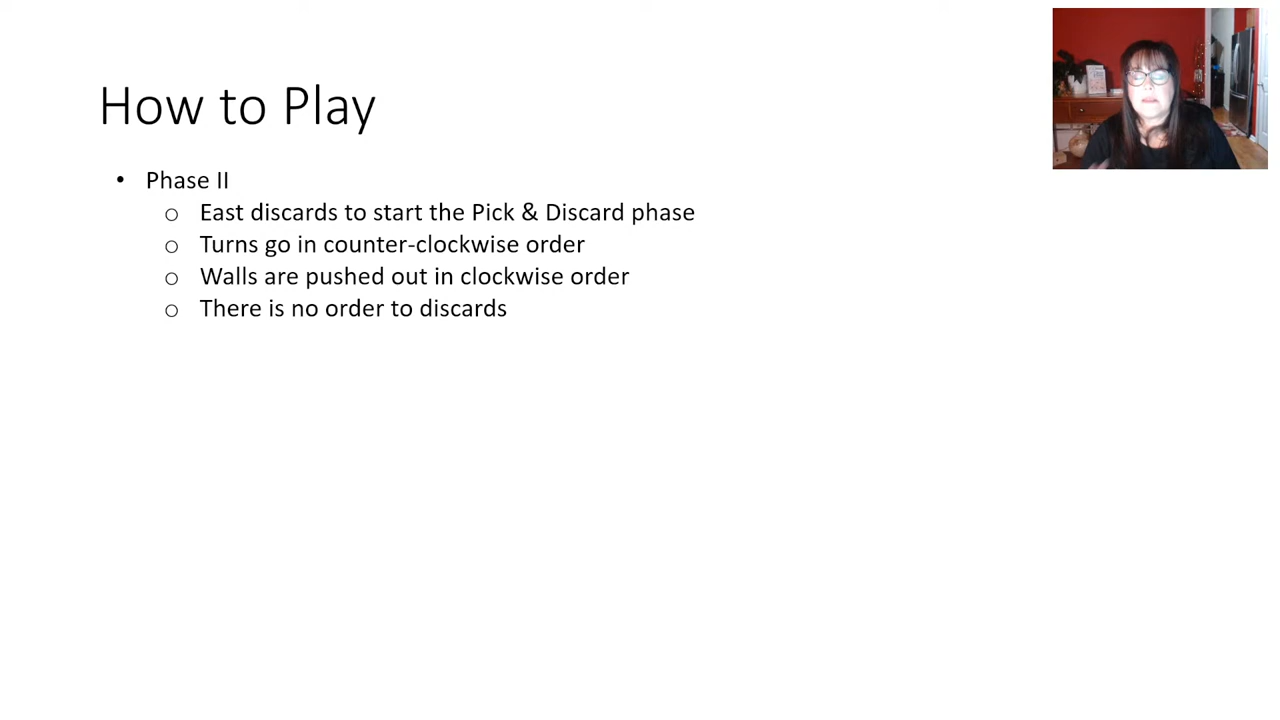 How to Play
• Phase II
o East discards to start the Pick & Discard phase
o Turns go in counter-clockwise order
o Walls are pushed out in clockwise order
o There is no order to discards